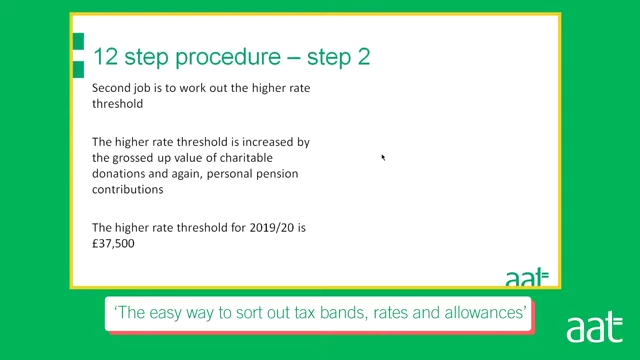 12 step procedure – step 2
Second job is to work out the higher rate
threshold
The higher rate threshold is increased by
the grossed up value of charitable
donations and again, personal pension
contributions
The higher rate threshold for 2019/20 is
£37,500
aat
'The easy way to sort out tax bands, rates and allowances'
aat